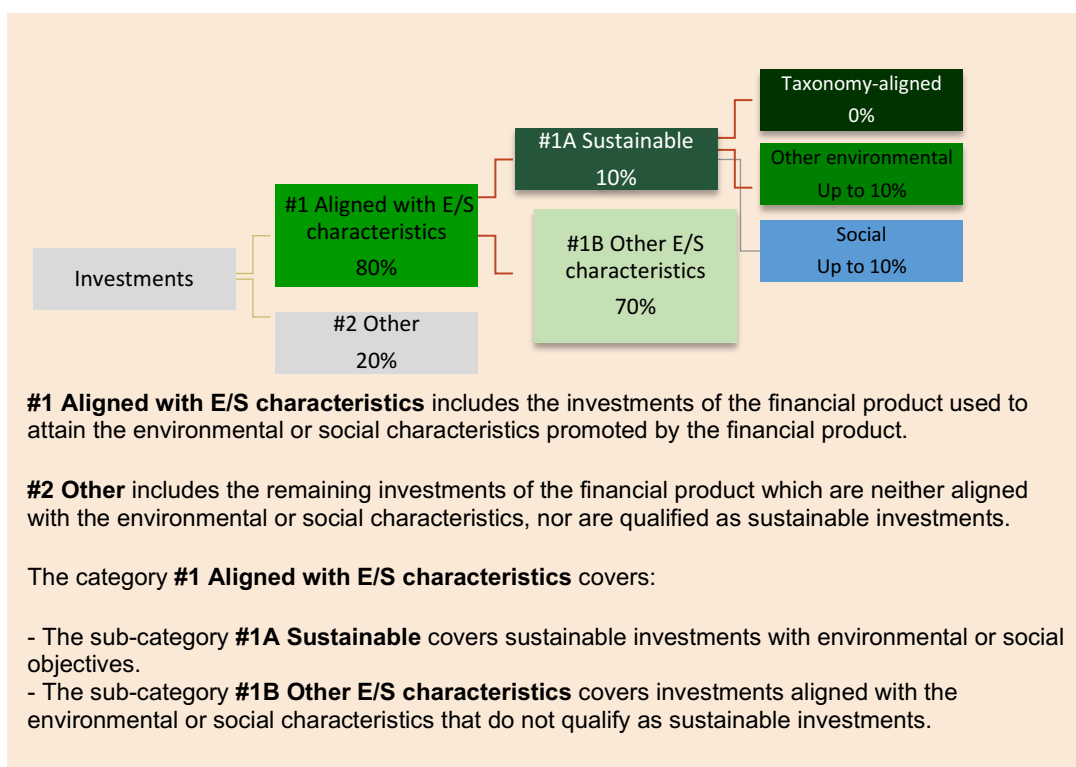 Taxonomy-aligned
0%
#1A Sustainable
10%
Other environmental
Up to 10%
#1 Aligned with E/S
characteristics
80%
#1B Other E/S
characteristics
70%
Social
Up to 10%
Investments
#2 Other
20%
#1 Aligned with E/S characteristics includes the investments of the financial product used to
attain the environmental or social characteristics promoted by the financial product.
#2 Other includes the remaining investments of the financial product which are neither aligned
with the environmental or social characteristics, nor are qualified as sustainable investments.
The category #1 Aligned with E/S characteristics covers:
- The sub-category #1A Sustainable covers sustainable investments with environmental or social
objectives.
- The sub-category #1B Other E/S characteristics covers investments aligned with the
environmental or social characteristics that do not qualify as sustainable investments.